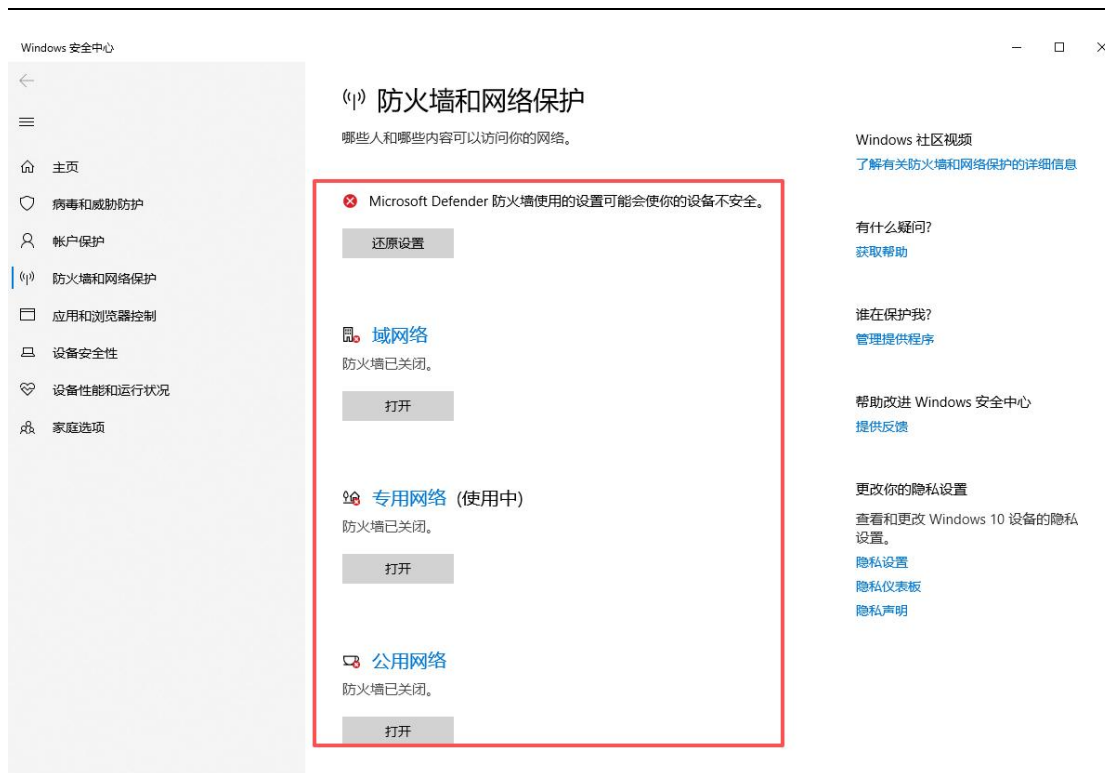 Windows 安全中心
主页
病毒和威胁防护
帐户保护
防火墙和网络保护
应用和浏览器控制
设备安全性
设备性能和运行状况
家庭选项
防火墙和网络保护
哪些人和哪些内容可以访问你的网络。
Microsoft Defender 防火墙使用的设置可能会使你的设备不安全。
还原设置
域网络
防火墙已关闭。
打开
专用网络 (使用中)
防火墙已关闭。
打开
公用网络
防火墙已关闭。
打开
Windows 社区视频
了解有关防火墙和网络保护的详细信息
有什么疑问?
获取帮助
谁在保护我?
管理提供程序
帮助改进 Windows 安全中心
提供反馈
更改你的隐私设置
查看和更改 Windows 10 设备的隐私
设置。
隐私设置
隐私仪表板
隐私声明